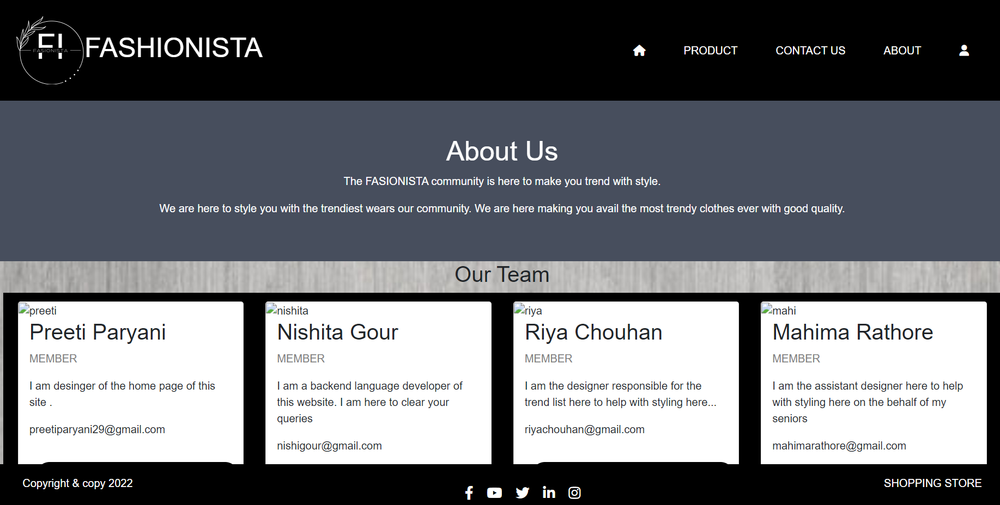 FASIONISTA
FASHIONISTA
PRODUCT
CONTACT US
ABOUT
About Us
The FASIONISTA community is here to make you trend with style.
We are here to style you with the trendiest wears our community. We are here making you avail the most trendy clothes ever with good quality.
Our Team
preeti
Preeti Paryani
MEMBER
I am desinger of the home page of this
site .
preetiparyani29@gmail.com
nishita
Nishita Gour
MEMBER
I am a backend language developer of
this website. I am here to clear your
queries
nishigour@gmail.com
riya
Riya Chouhan
MEMBER
I am the designer responsible for the
trend list here to help with styling here...
riyachouhan@gmail.com
mahi
Mahima Rathore
MEMBER
I am the assistant designer here to help
with styling here on the behalf of my
seniors
mahimarathore@gmail.com
Copyright & copy 2022
SHOPPING STORE